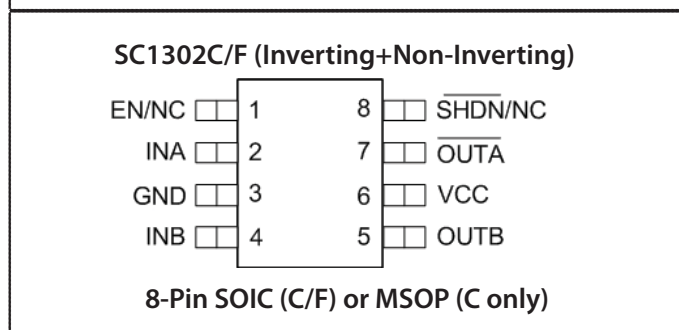 SC1302C/F (Inverting+Non-Inverting)
EN/NC 1 8 SHDN/NC
INA 2 7 OUTA
GND 3 6 VCC
INB 4 5 OUTB
8-Pin SOIC (C/F) or MSOP (C only)